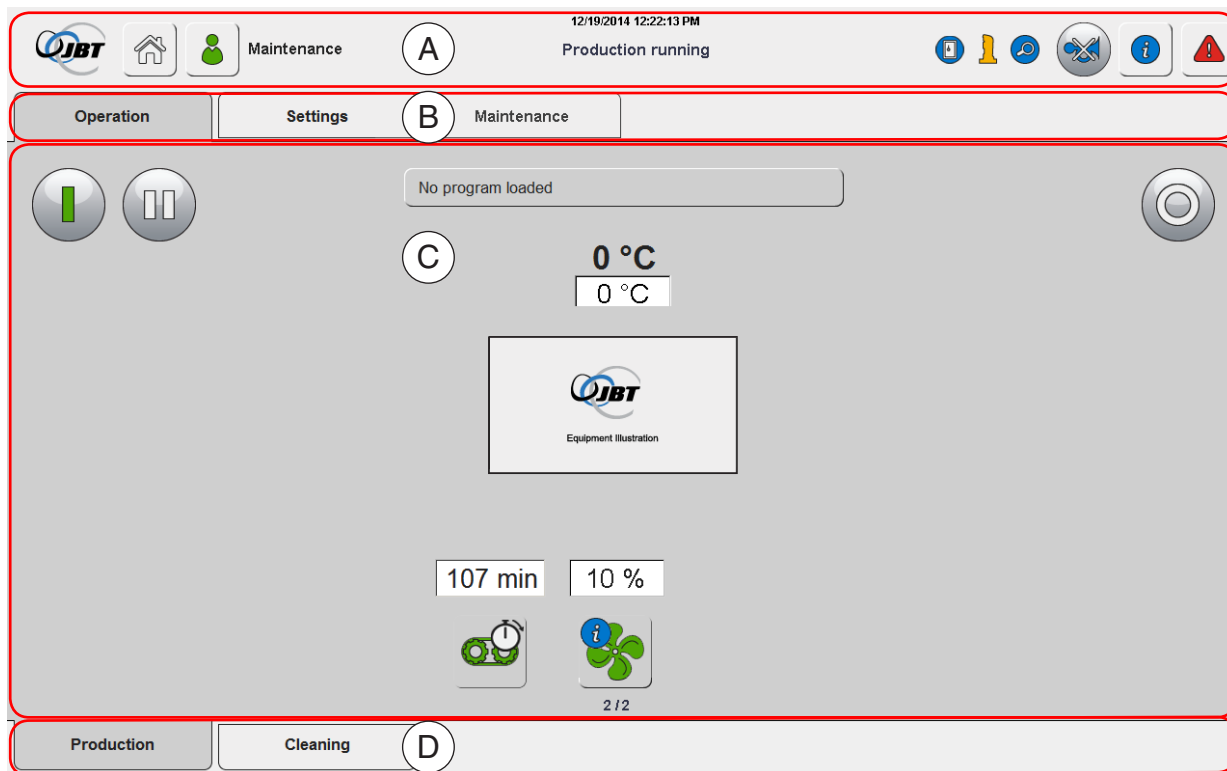 12/19/2014 12:22:13 PM
JBT
Maintenance
A
Production running
i
Operation
Settings
B
Maintenance
No program loaded
C
0 °C
0 °C
JBT
Equipment Illustration
107 min
10 %
i
2 / 2
Production
Cleaning
D